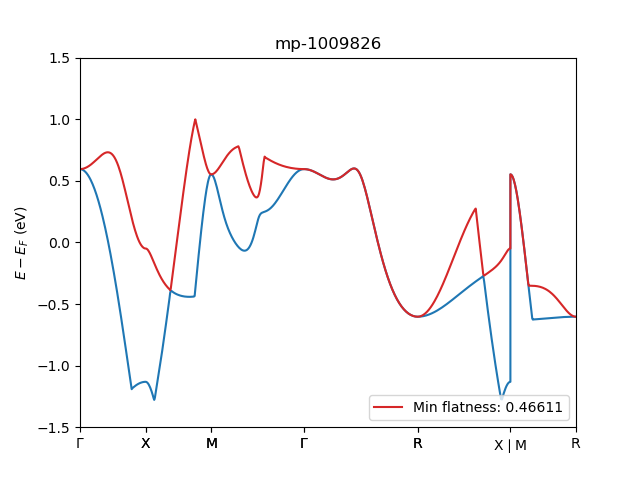 mp-1009826
1.5
1.0
0.5
0.0
−0.5
−1.0
−1.5
E − E_F (eV)
Min flatness: 0.46611
Γ X M Γ R X | M R